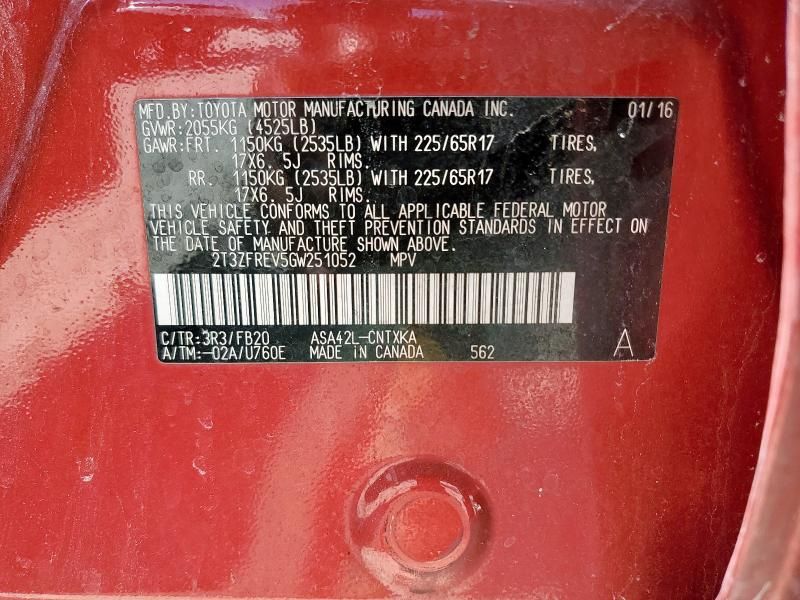 MFD.BY:TOYOTA MOTOR MANUFACTURING CANADA INC. 01/16
GVWR:2055KG (4525LB)
GAWR:FRT. 1150KG (2535LB) WITH 225/65R17 TIRES,
17X6.5J RIMS.
RR. 1150KG (2535LB) WITH 225/65R17 TIRES,
17X6.5J RIMS.
THIS VEHICLE CONFORMS TO ALL APPLICABLE FEDERAL MOTOR
VEHICLE SAFETY AND THEFT PREVENTION STANDARDS IN EFFECT ON
THE DATE OF MANUFACTURE SHOWN ABOVE.
2T3ZFREV5GW251052 MPV
C/TR:3R3/FB20 ASA42L-CNTXKA
A/TM:-02A/U760E MADE IN CANADA 562 A